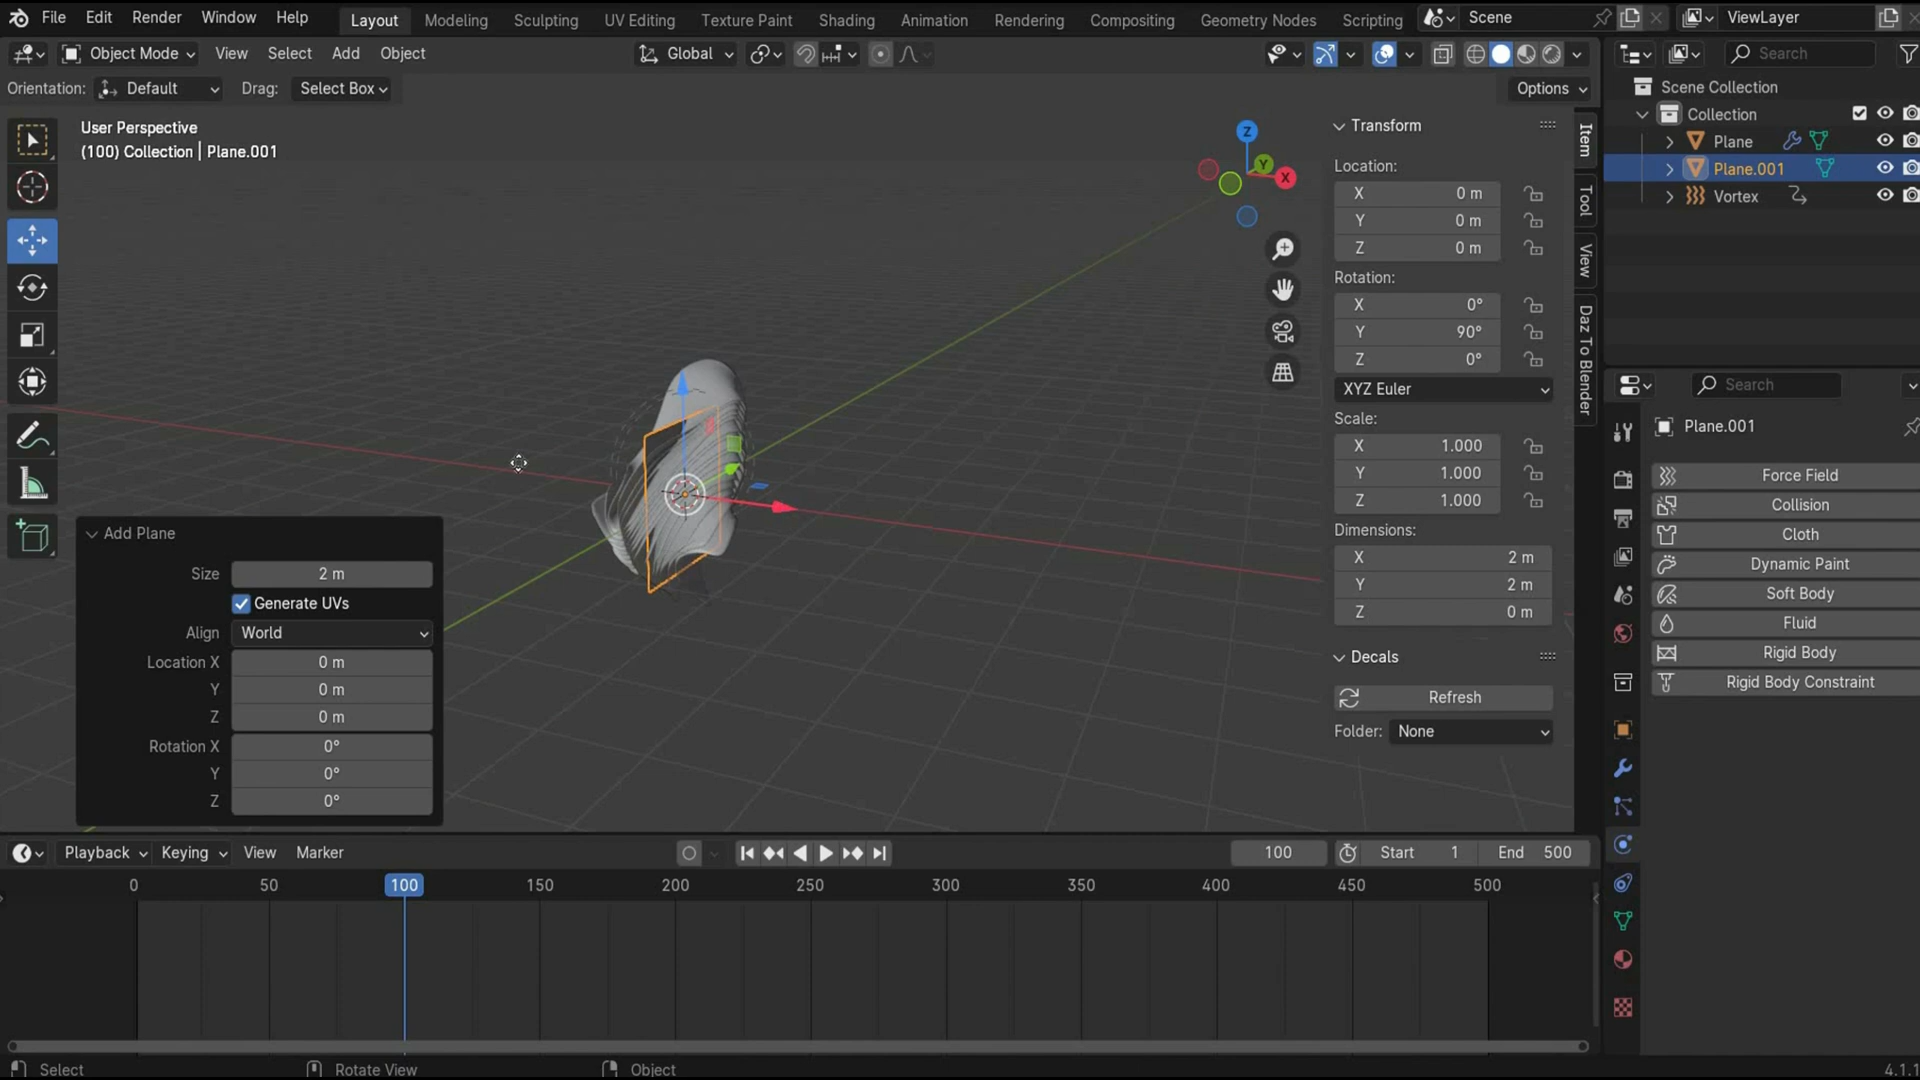 File Edit Render Window Help Layout Modeling Sculpting UV Editing Texture Paint Shading Animation Rendering Compositing Geometry Nodes Scripting Scene ViewLayer
Object Mode View Select Add Object Global Search
Orientation: Default Drag: Select Box Options
User Perspective
(100) Collection | Plane.001
Z
Y
X
Transform
Location:
X 0 m
Y 0 m
Z 0 m
Rotation:
X 0°
Y 90°
Z 0°
XYZ Euler
Scale:
X 1.000
Y 1.000
Z 1.000
Dimensions:
X 2 m
Y 2 m
Z 0 m
Decals
Refresh
Folder: None
Item
Tool
View
Daz To Blender
Scene Collection
Collection
Plane
Plane.001
Vortex
Search
Plane.001
Force Field
Collision
Cloth
Dynamic Paint
Soft Body
Fluid
Rigid Body
Rigid Body Constraint
Add Plane
Size 2 m
Generate UVs
Align World
Location X 0 m
Y 0 m
Z 0 m
Rotation X 0°
Y 0°
Z 0°
Playback Keying View Marker 100 Start 1 End 500
0 50 100 150 200 250 300 350 400 450 500
Select Rotate View Object 4.1.1